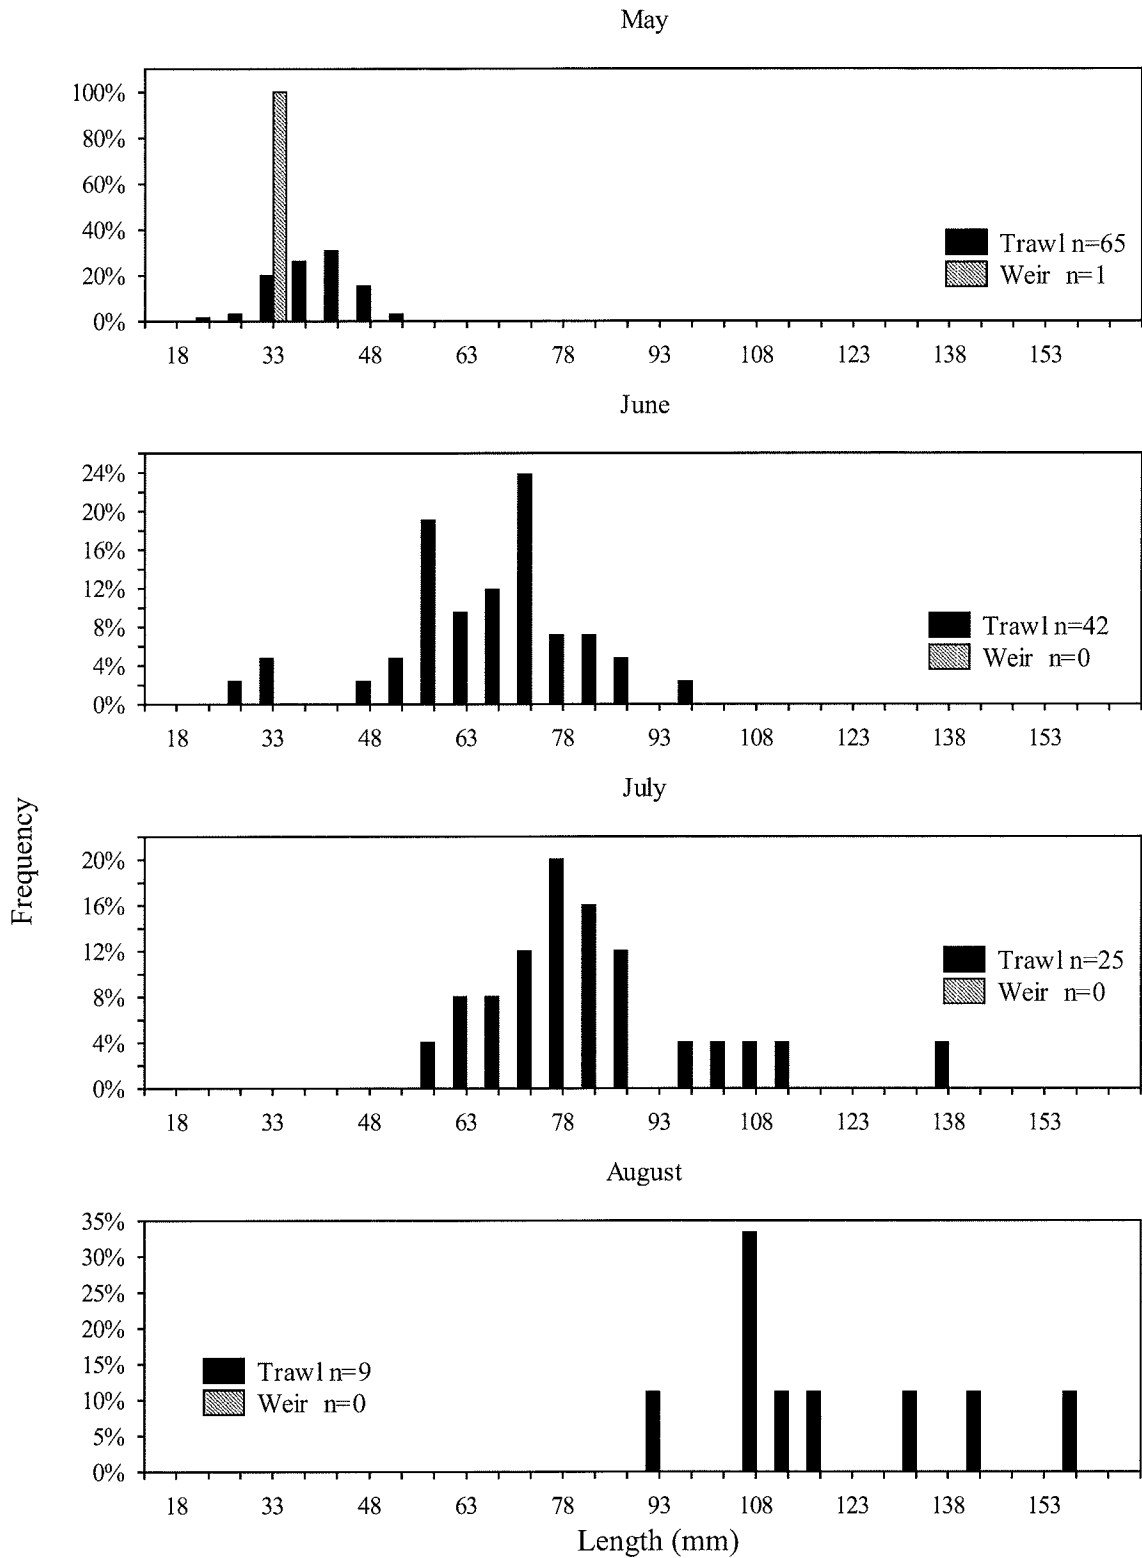 May
100%
80%
60%
40%
20%
0%
Trawl n=65
Weir n=1
18 33 48 63 78 93 108 123 138 153
June
24%
20%
16%
12%
8%
4%
0%
Trawl n=42
Weir n=0
18 33 48 63 78 93 108 123 138 153
July
Frequency
20%
16%
12%
8%
4%
0%
Trawl n=25
Weir n=0
18 33 48 63 78 93 108 123 138 153
August
35%
30%
25%
20%
15%
10%
5%
0%
Trawl n=9
Weir n=0
18 33 48 63 78 93 108 123 138 153
Length (mm)